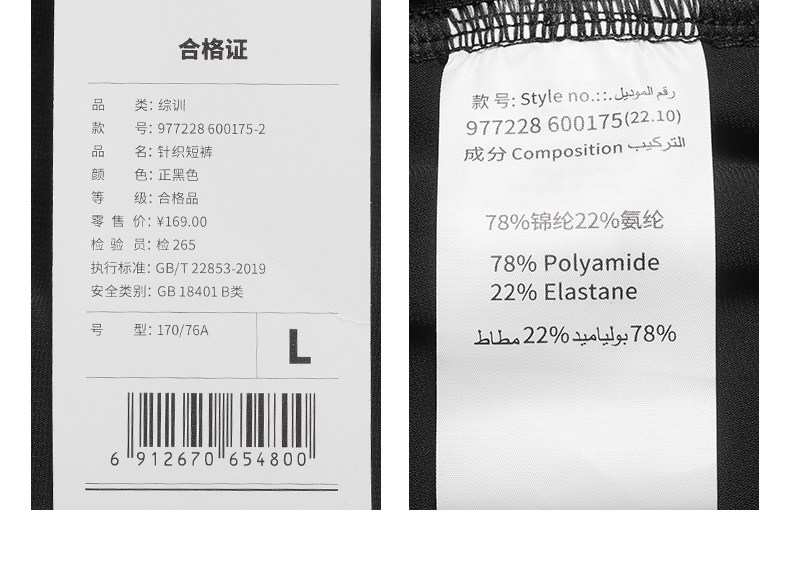 合格证
品 类: 综训
款 号: 977228 600175-2
品 名: 针织短裤
颜 色: 正黑色
等 级: 合格品
零 售 价: ¥169.00
检 验 员: 检 265
执行标准: GB/T 22853-2019
安全类别: GB 18401 B类
号 型: 170/76A
L
6 912670 654800
款 号: Style no.::.رقم الموديل
977228 600175(22.10)
成分 Composition التركيب
78%锦纶22%氨纶
78% Polyamide
22% Elastane
78%بولياميد 22%مطاط